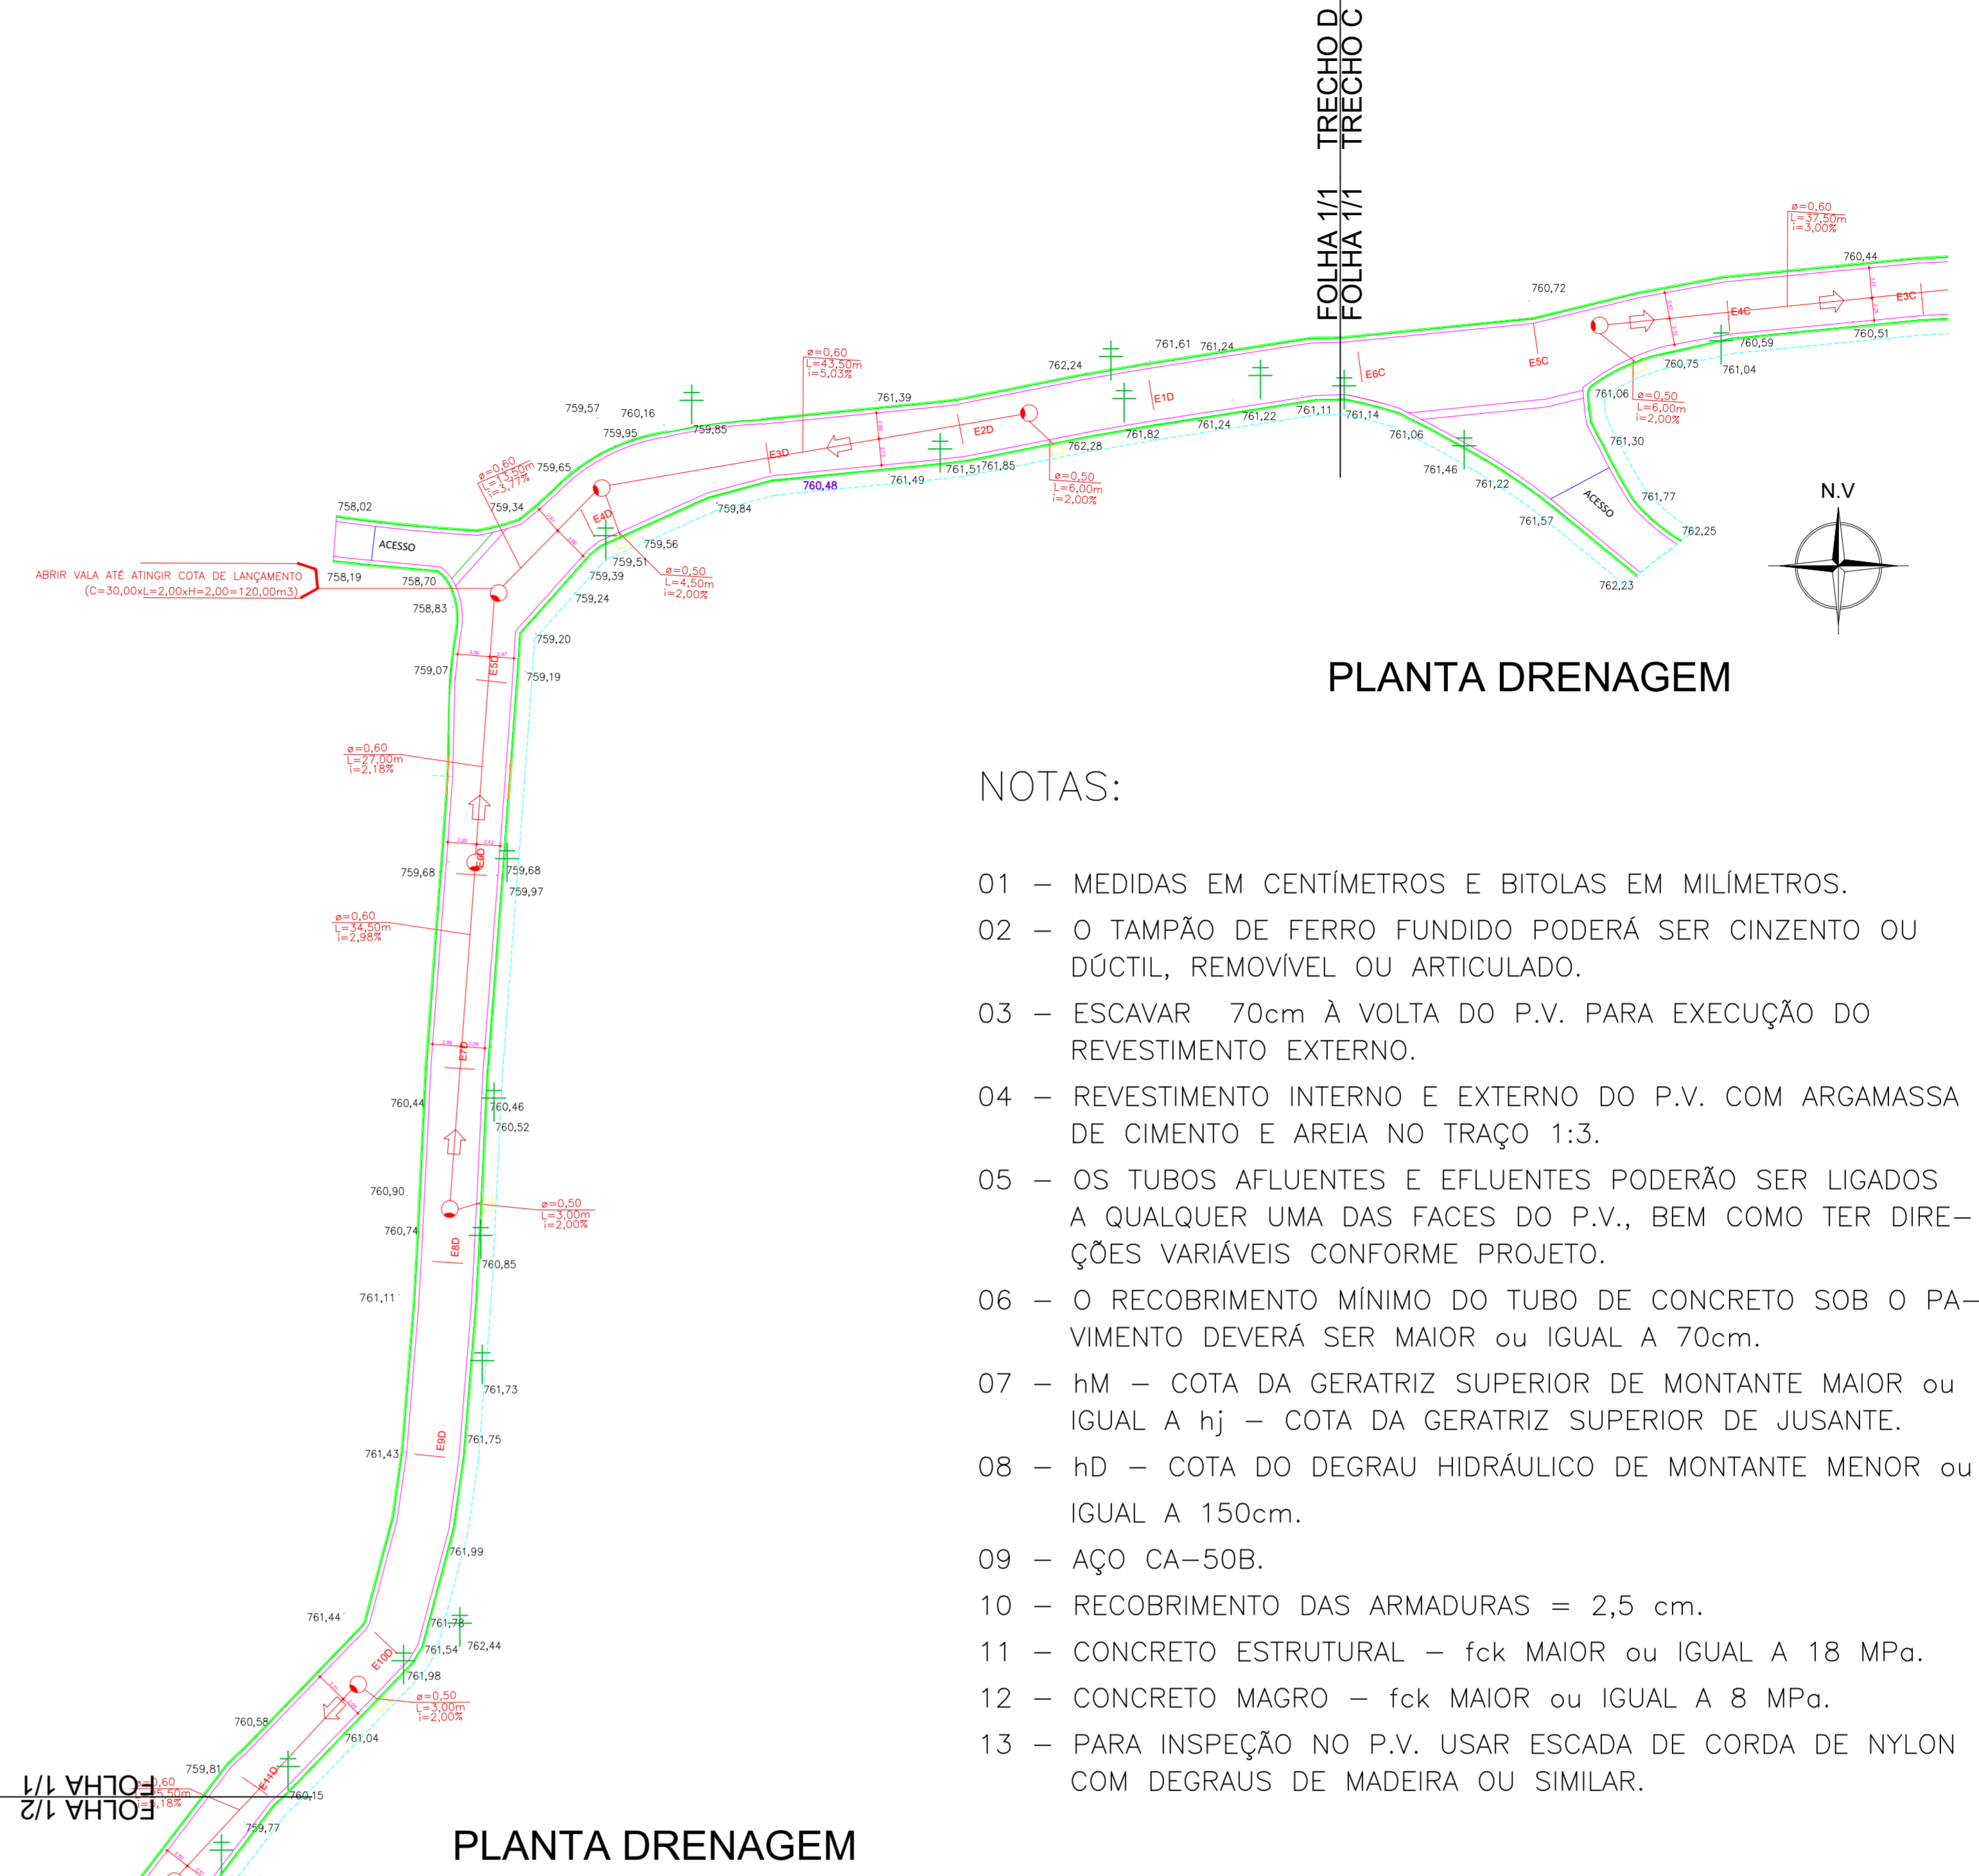 TRECHO D
TRECHO C
FOLHA 1/1
FOLHA 1/1
ø=0,60
L=37,50m
i=3,00%
760,44
760,72
E4C
E3C
760,51
760,59
761,04
760,75
E5C
E6C
761,06
ø=0,50
L=6,00m
i=2,00%
761,30
761,77
762,25
ACESSO
762,23
761,57
761,22
761,46
761,06
761,14
761,11
761,22
761,24
761,82
E1D
761,61
761,24
762,24
762,28
ø=0,50
L=6,00m
i=2,00%
E2D
761,51
761,85
761,49
761,39
ø=0,60
L=43,50m
i=5,03%
E3D
760,48
759,84
759,57
760,16
759,85
759,95
759,65
ø=0,60
L=13,50m
i=3,77%
759,34
E4D
759,56
759,51
759,39
759,24
ø=0,50
L=4,50m
i=2,00%
758,02
ACESSO
758,19
758,70
758,83
ABRIR VALA ATÉ ATINGIR COTA DE LANÇAMENTO
(C=30,00xL=2,00xH=2,00=120,00m3)
759,20
759,07
E5D
759,19
N.V
PLANTA DRENAGEM
ø=0,60
L=27,00m
i=2,18%
E6D
759,68
759,68
759,97
ø=0,60
L=34,50m
i=2,98%
E7D
760,44
760,46
760,52
760,90
760,74
ø=0,50
L=3,00m
i=2,00%
E8D
760,85
761,11
761,73
761,43
E9D
761,75
761,99
761,44
761,78
762,44
761,54
E10D
761,98
ø=0,50
L=3,00m
i=2,00%
760,58
761,04
759,81
E11D
760,15
759,77
FOLHA 1/1
FOLHA 1/2
ø=0,60
i=5,18%
PLANTA DRENAGEM
NOTAS:
01 – MEDIDAS EM CENTÍMETROS E BITOLAS EM MILÍMETROS.
02 – O TAMPÃO DE FERRO FUNDIDO PODERÁ SER CINZENTO OU
DÚCTIL, REMOVÍVEL OU ARTICULADO.
03 – ESCAVAR 70cm À VOLTA DO P.V. PARA EXECUÇÃO DO
REVESTIMENTO EXTERNO.
04 – REVESTIMENTO INTERNO E EXTERNO DO P.V. COM ARGAMASSA
DE CIMENTO E AREIA NO TRAÇO 1:3.
05 – OS TUBOS AFLUENTES E EFLUENTES PODERÃO SER LIGADOS
A QUALQUER UMA DAS FACES DO P.V., BEM COMO TER DIRE–
ÇÕES VARIÁVEIS CONFORME PROJETO.
06 – O RECOBRIMENTO MÍNIMO DO TUBO DE CONCRETO SOB O PA–
VIMENTO DEVERÁ SER MAIOR ou IGUAL A 70cm.
07 – hM – COTA DA GERATRIZ SUPERIOR DE MONTANTE MAIOR ou
IGUAL A hj – COTA DA GERATRIZ SUPERIOR DE JUSANTE.
08 – hD – COTA DO DEGRAU HIDRÁULICO DE MONTANTE MENOR ou
IGUAL A 150cm.
09 – AÇO CA–50B.
10 – RECOBRIMENTO DAS ARMADURAS = 2,5 cm.
11 – CONCRETO ESTRUTURAL – fck MAIOR ou IGUAL A 18 MPa.
12 – CONCRETO MAGRO – fck MAIOR ou IGUAL A 8 MPa.
13 – PARA INSPEÇÃO NO P.V. USAR ESCADA DE CORDA DE NYLON
COM DEGRAUS DE MADEIRA OU SIMILAR.